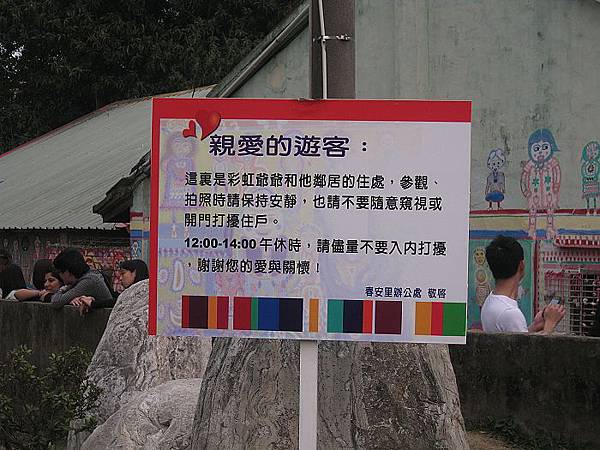 親愛的遊客：
這裏是彩虹爺爺和他鄰居的住處，參觀、
拍照時請保持安靜，也請不要隨意窺視或
開門打擾住戶。
12:00-14:00午休時，請儘量不要入內打擾
，謝謝您的愛與關懷！
春安里辦公處 敬啓